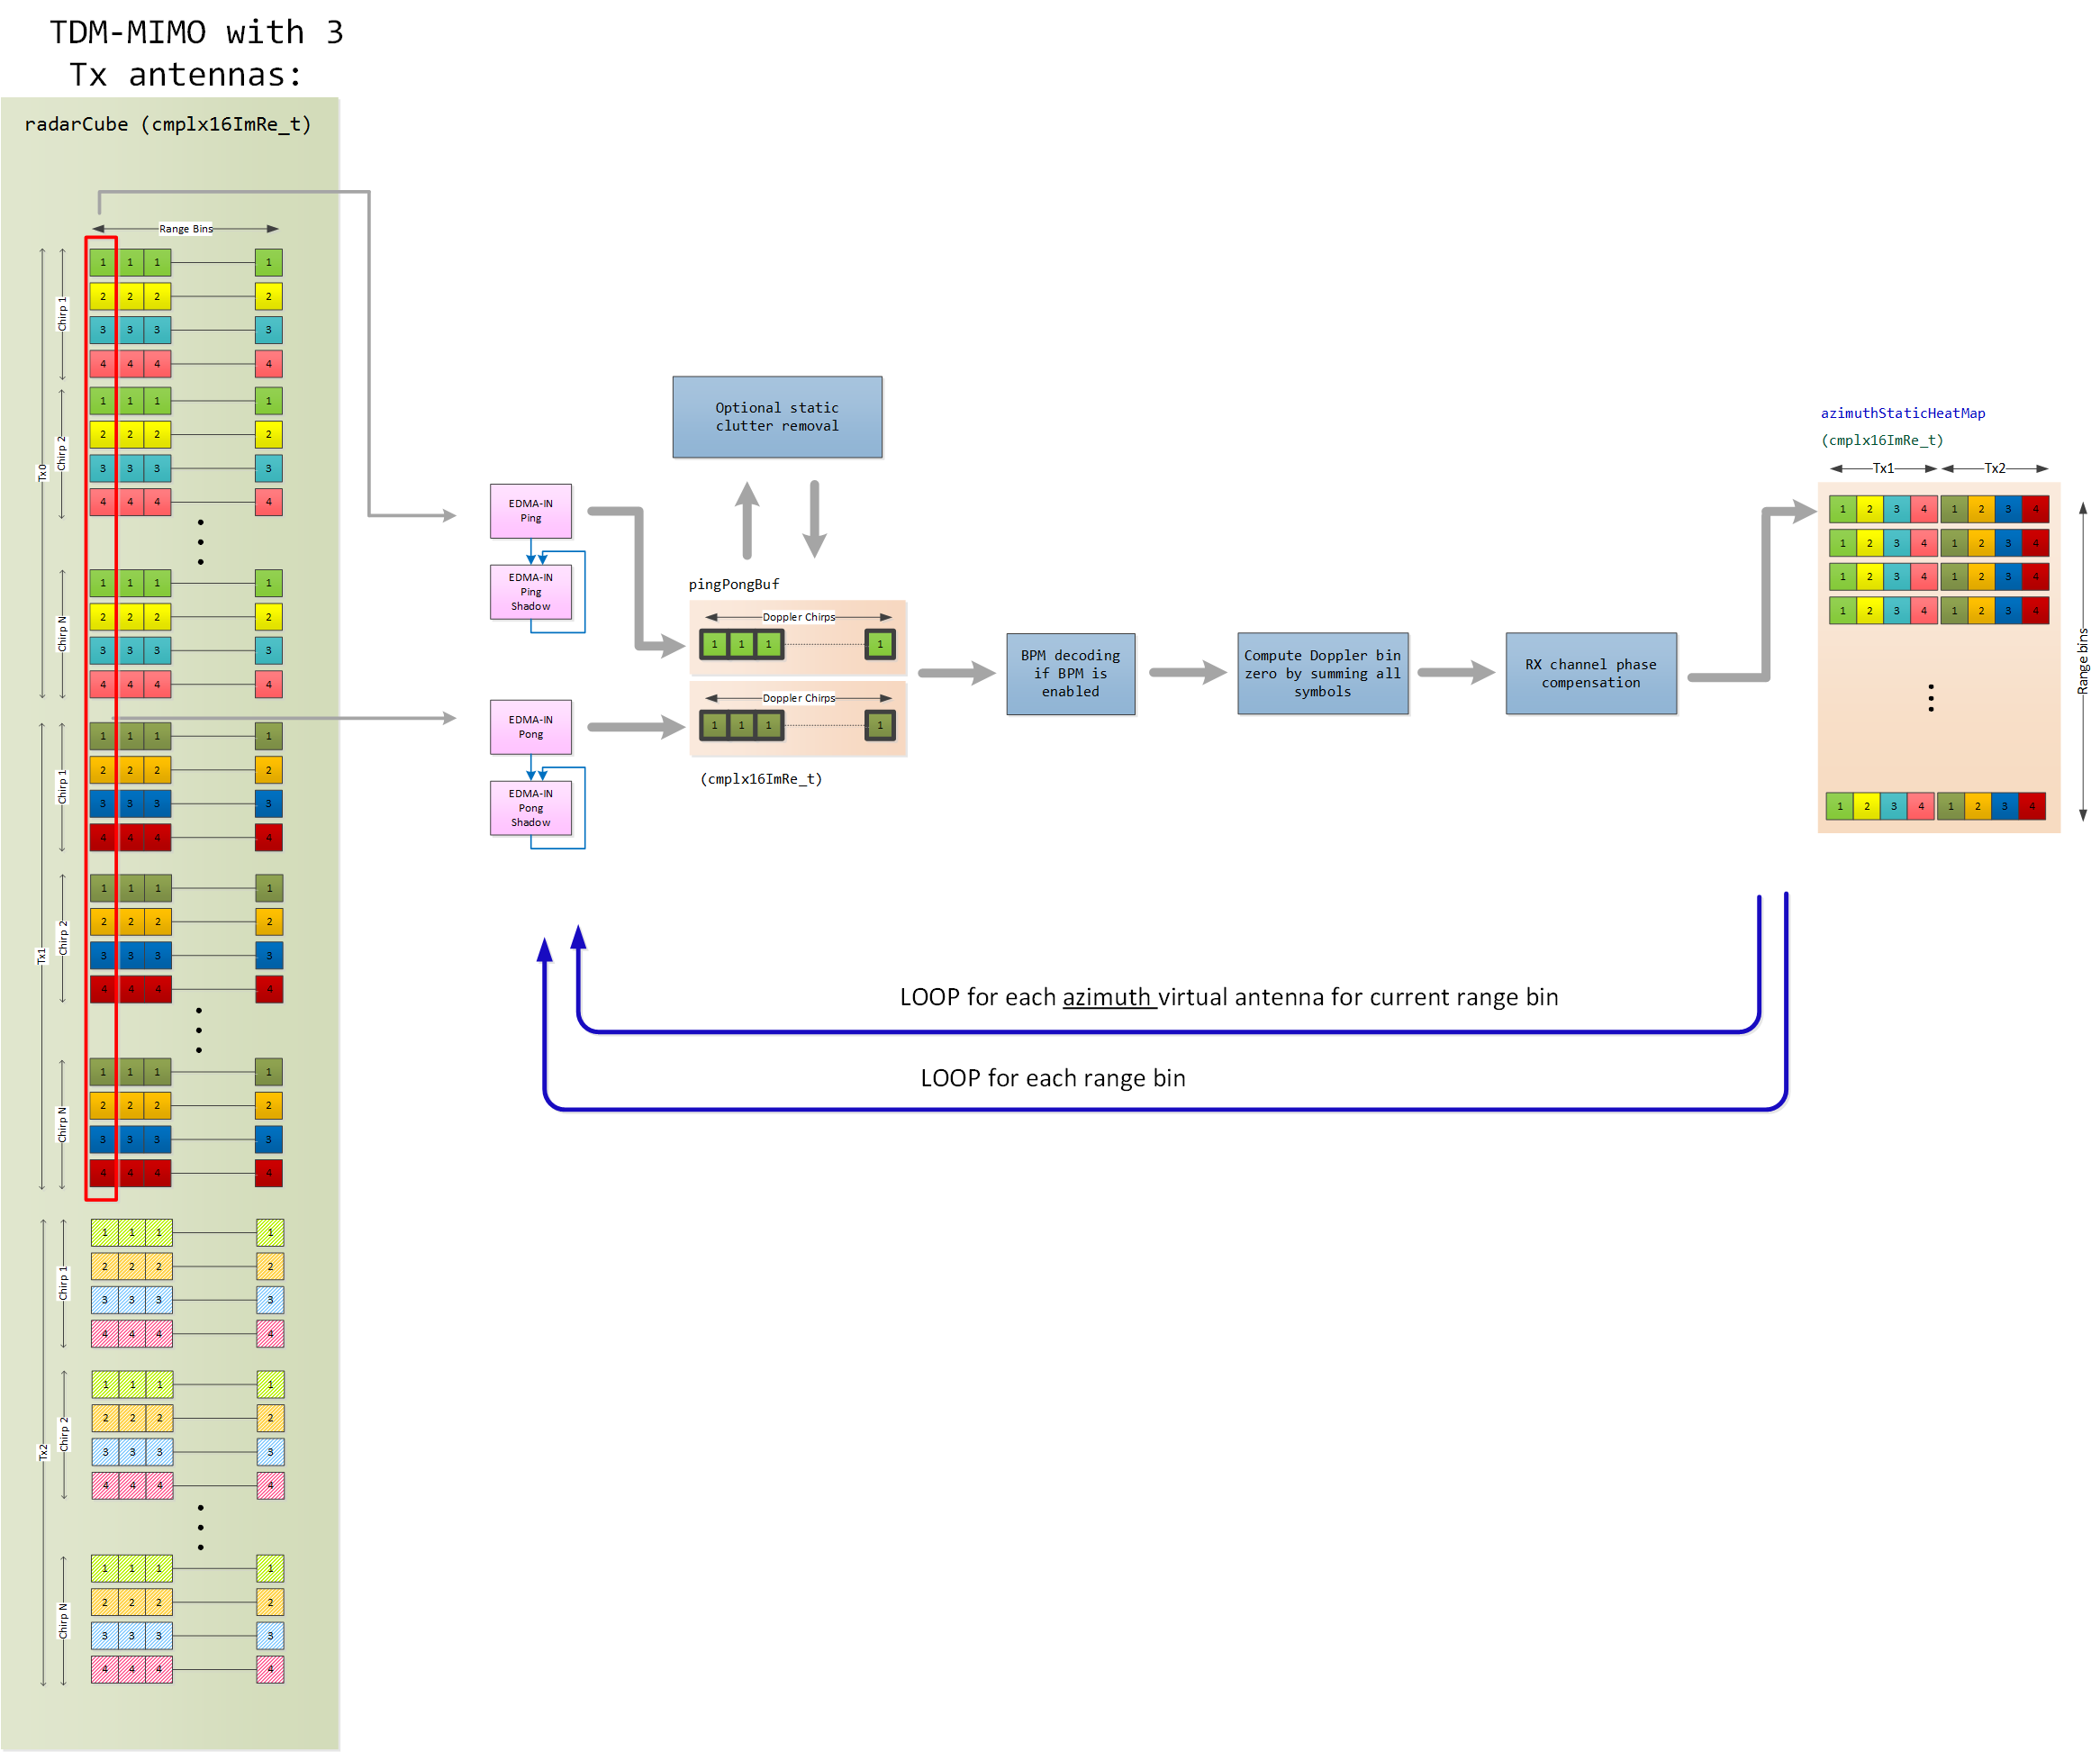 TDM-MIMO with 3
Tx antennas:
radarCube (cmplx16ImRe_t)
Range Bins
Tx0
Chirp 1
1 1 1 1
2 2 2 2
3 3 3 3
4 4 4 4
Chirp 2
1 1 1 1
2 2 2 2
3 3 3 3
4 4 4 4
Chirp N
1 1 1 1
2 2 2 2
3 3 3 3
4 4 4 4
Tx1
Chirp 1
1 1 1 1
2 2 2 2
3 3 3 3
4 4 4 4
Chirp 2
1 1 1 1
2 2 2 2
3 3 3 3
4 4 4 4
Chirp N
1 1 1 1
2 2 2 2
3 3 3 3
4 4 4 4
Tx2
Chirp 1
1 1 1 1
2 2 2 2
3 3 3 3
4 4 4 4
Chirp 2
1 1 1 1
2 2 2 2
3 3 3 3
4 4 4 4
Chirp N
1 1 1 1
2 2 2 2
3 3 3 3
4 4 4 4
EDMA-IN
Ping
EDMA-IN
Ping
Shadow
EDMA-IN
Pong
EDMA-IN
Pong
Shadow
Optional static
clutter removal
pingPongBuf
Doppler Chirps
1 1 1 1
Doppler Chirps
1 1 1 1
(cmplx16ImRe_t)
BPM decoding
if BPM is
enabled
Compute Doppler bin
zero by summing all
symbols
RX channel phase
compensation
azimuthStaticHeatMap
(cmplx16ImRe_t)
Tx1 Tx2
1 2 3 4 1 2 3 4
1 2 3 4 1 2 3 4
1 2 3 4 1 2 3 4
1 2 3 4 1 2 3 4
1 2 3 4 1 2 3 4
Range bins
LOOP for each azimuth virtual antenna for current range bin
LOOP for each range bin